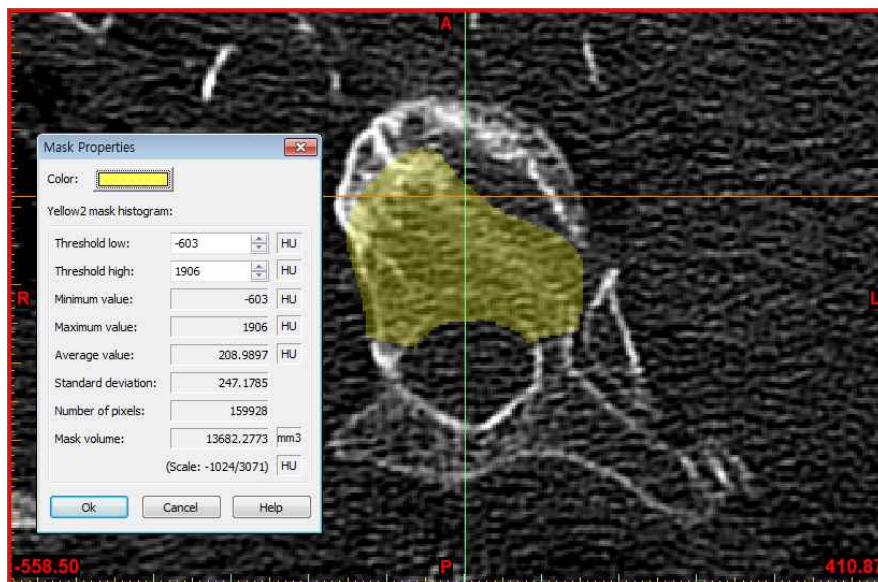 A
Mask Properties
Color:
Yellow2 mask histogram:
Threshold low: -603 HU
Threshold high: 1906 HU
Minimum value: -603 HU
Maximum value: 1906 HU
Average value: 208.9897 HU
Standard deviation: 247.1785
Number of pixels: 159928
Mask volume: 13682.2773 mm3
(Scale: -1024/3071) HU
Ok Cancel Help
R
L
-558.50 P 410.87